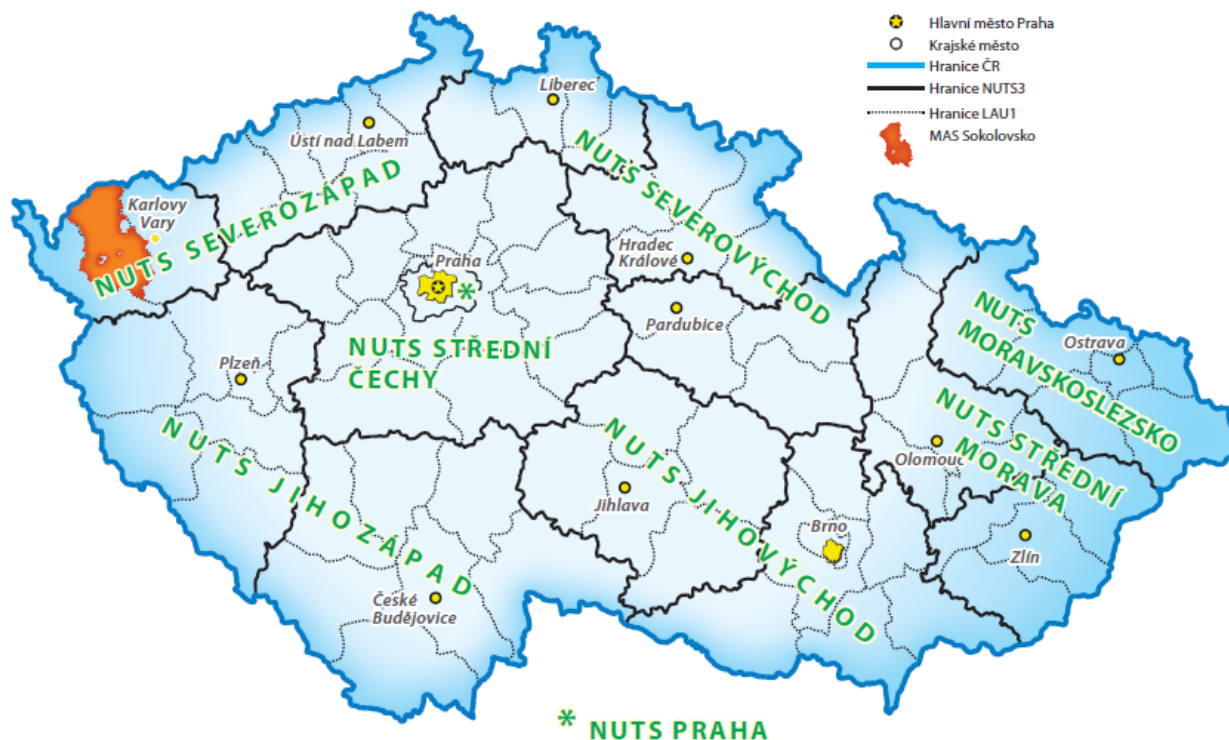 Hlavní město Praha
Krajské město
Hranice ČR
Hranice NUTS3
Hranice LAU1
MAS Sokolovsko
Liberec
Ústí nad Labem
NUTS SEVEROZÁPAD
NUTS SEVEROVÝCHOD
Karlovy
Vary
Praha
*
Hradec
Králové
Pardubice
NUTS STŘEDNÍ
ČECHY
Plzeň
NUTS
MORAVSKOSLEZSKO
Ostrava
NUTS STŘEDNÍ
MORAVA
Olomouc
NUTS JIHOZÁPAD
NUTS JIHOVÝCHOD
Jihlava
Brno
Zlín
České
Budějovice
* NUTS PRAHA